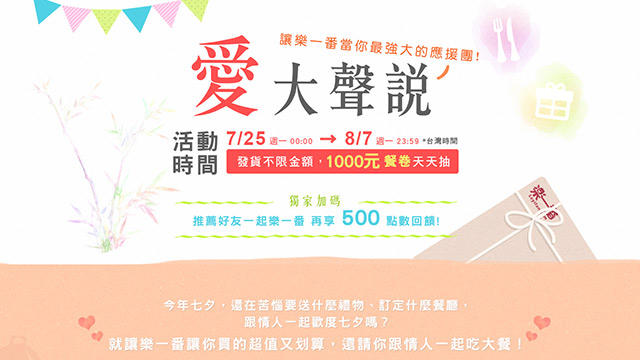 讓樂一番當你最強大的應援團!
愛大聲説
活動時間 7/25 週一 00:00 → 8/7 週一 23:59 *台灣時間
發貨不限金額，1000元 餐卷天天抽
獨家加碼
推薦好友一起樂一番 再享 500 點數回饋!
樂一番
今年七夕，還在苦惱要送什麼禮物、訂定什麼餐廳，
跟情人一起歡度七夕嗎？
就讓樂一番讓你買的超值又划算，還請你跟情人一起吃大餐！